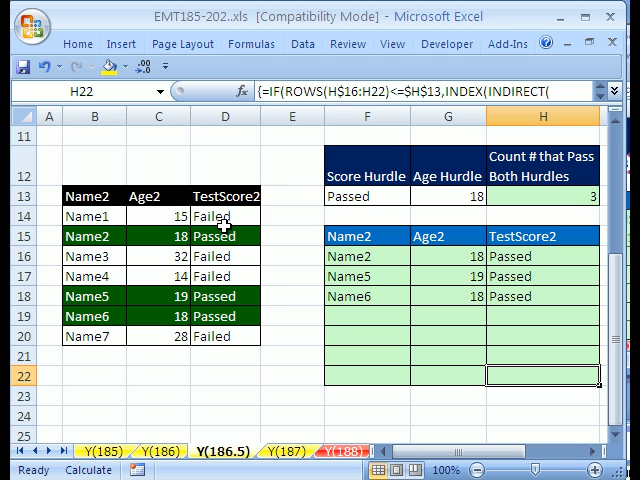 EMT185-202..xls [Compatibility Mode] - Microsoft Excel
Home Insert Page Layout Formulas Data Review View Developer Add-Ins
H22 fx {=IF(ROWS(H$16:H22)<=$H$13,INDEX(INDIRECT(
A B C D E F G H
11
12 Score Hurdle Age Hurdle Count # that Pass Both Hurdles
13 Name2 Age2 TestScore2 Passed 18 3
14 Name1 15 Failed
15 Name2 18 Passed Name2 Age2 TestScore2
16 Name3 32 Failed Name2 18 Passed
17 Name4 14 Failed Name5 19 Passed
18 Name5 19 Passed Name6 18 Passed
19 Name6 18 Passed
20 Name7 28 Failed
21
22
23
24
25
Y(185) Y(186) Y(186.5) Y(187) Y(188)
Ready Calculate 100%